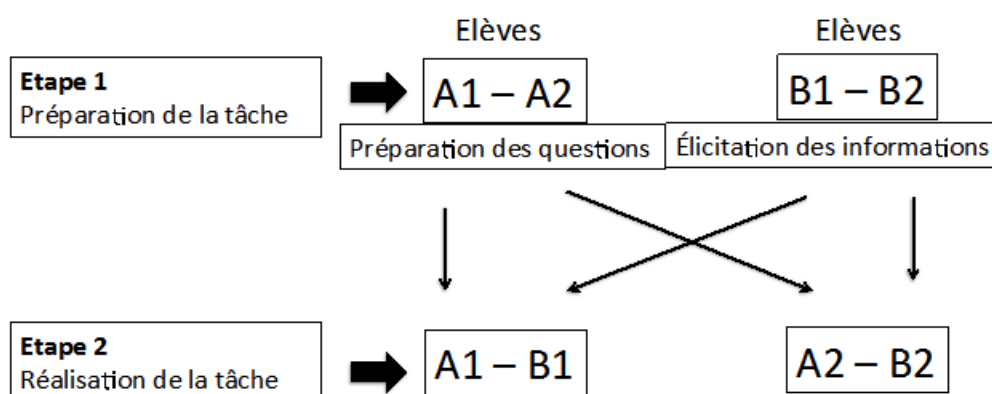 Elèves
Elèves
Etape 1
Préparation de la tâche
A1 – A2
B1 – B2
Préparation des questions
Élicitation des informations
Etape 2
Réalisation de la tâche
A1 – B1
A2 – B2